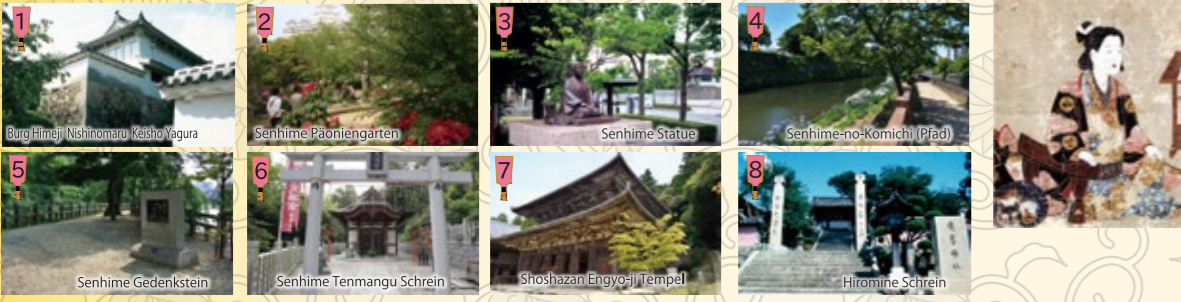 1
Burg Himeji Nishinomaru Keisho Yagura
2
Senhime Päoniengarten
3
Senhime Statue
4
Senhime-no-Komichi (Pfad)
5
Senhime Gedenkstein
6
Senhime Tenmangu Schrein
7
Shoshazan Engyo-ji Tempel
8
Hiromine Schrein